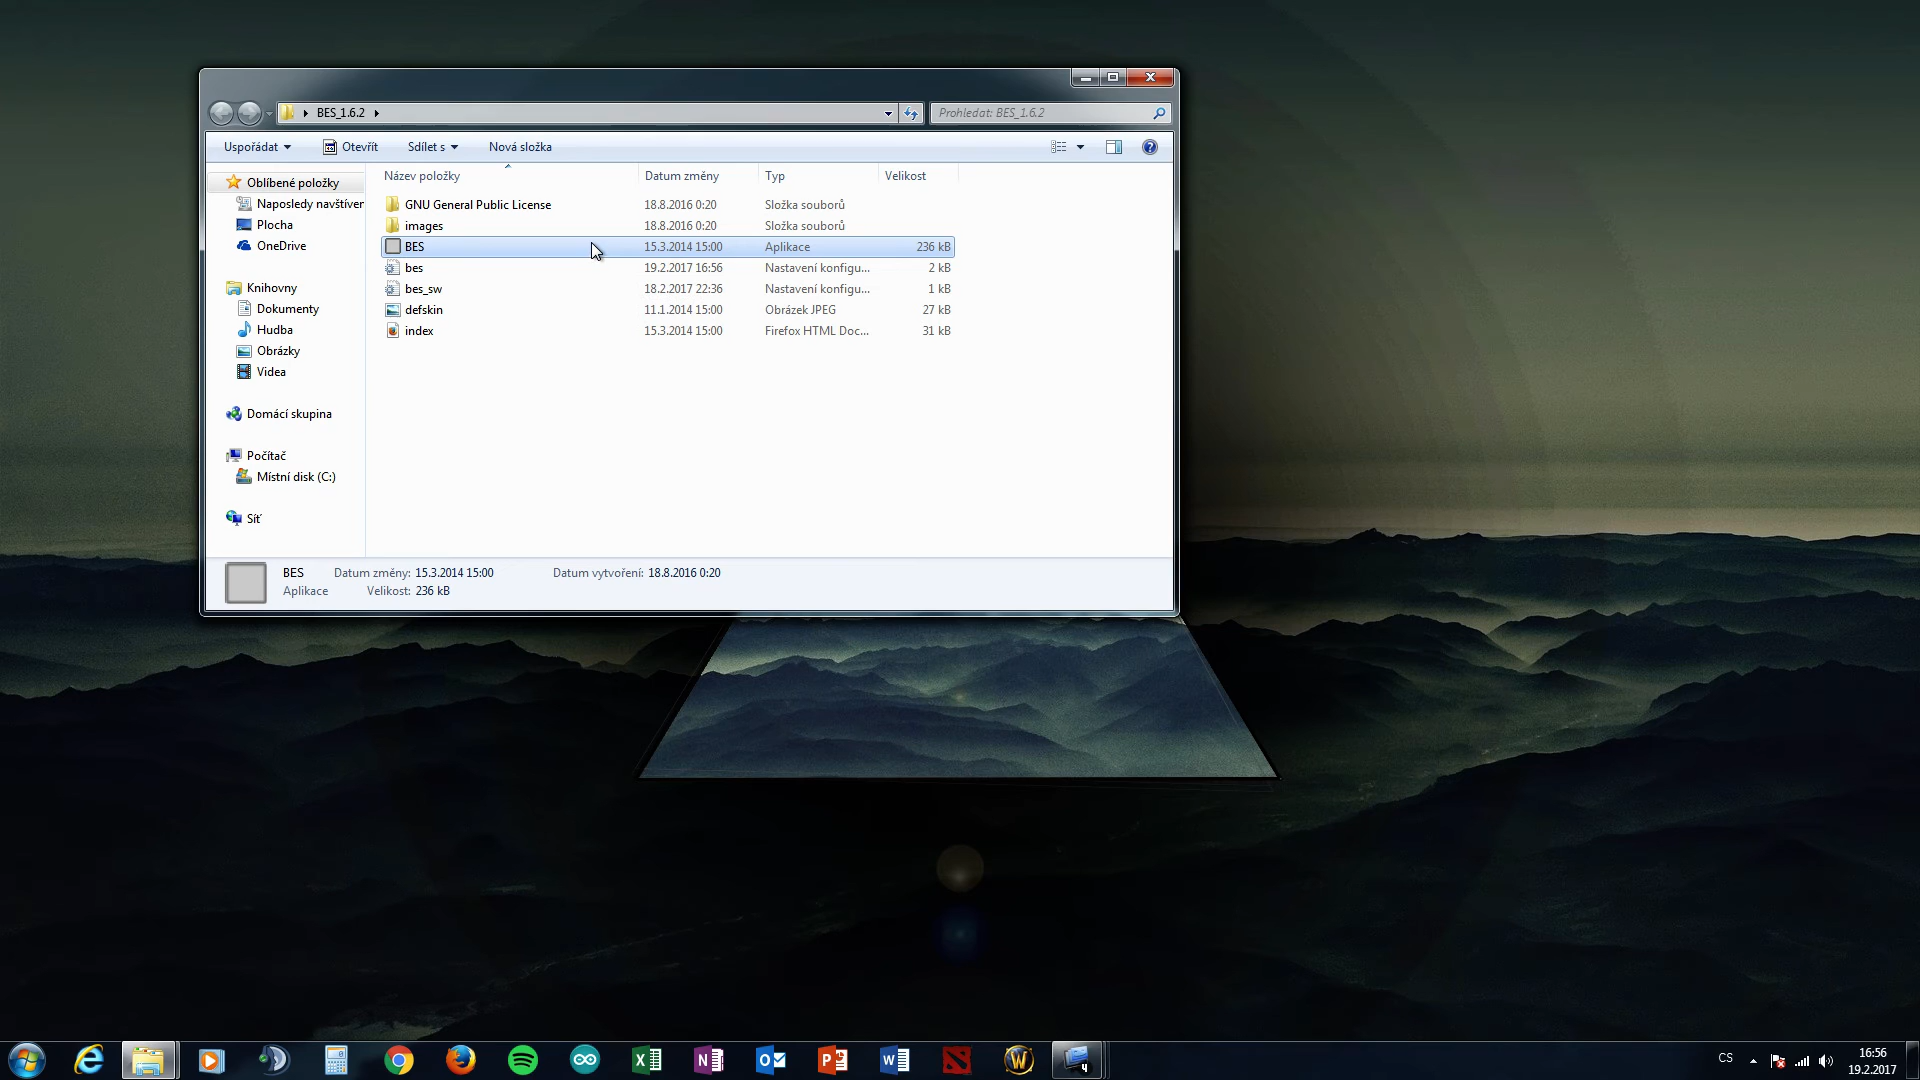 BES_1.6.2
Prohledat: BES_1.6.2
Uspořádat Otevřít Sdílet s Nová složka
Název položky Datum změny Typ Velikost
GNU General Public License 18.8.2016 0:20 Složka souborů
images 18.8.2016 0:20 Složka souborů
BES 15.3.2014 15:00 Aplikace 236 kB
bes 19.2.2017 16:56 Nastavení konfigu... 2 kB
bes_sw 18.2.2017 22:36 Nastavení konfigu... 1 kB
defskin 11.1.2014 15:00 Obrázek JPEG 27 kB
index 15.3.2014 15:00 Firefox HTML Doc... 31 kB
Oblíbené položky
Naposledy navštíven
Plocha
OneDrive
Knihovny
Dokumenty
Hudba
Obrázky
Videa
Domácí skupina
Počítač
Místní disk (C:)
Síť
BES Datum změny: 15.3.2014 15:00 Datum vytvoření: 18.8.2016 0:20
Aplikace Velikost: 236 kB
CS
16:56
19.2.2017